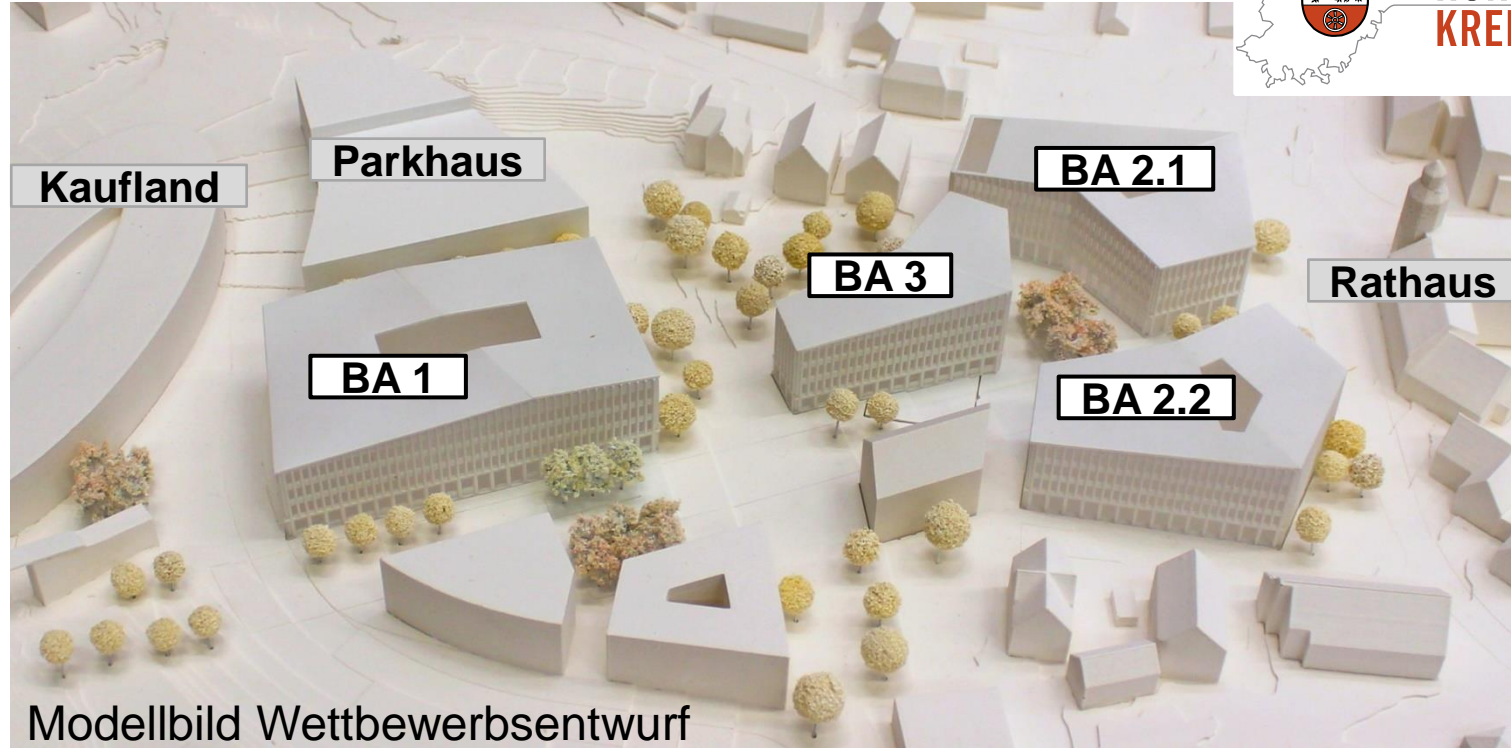 KREI
Kaufland
Parkhaus
BA 2.1
BA 3
Rathaus
BA 1
BA 2.2
Modellbild Wettbewerbsentwurf